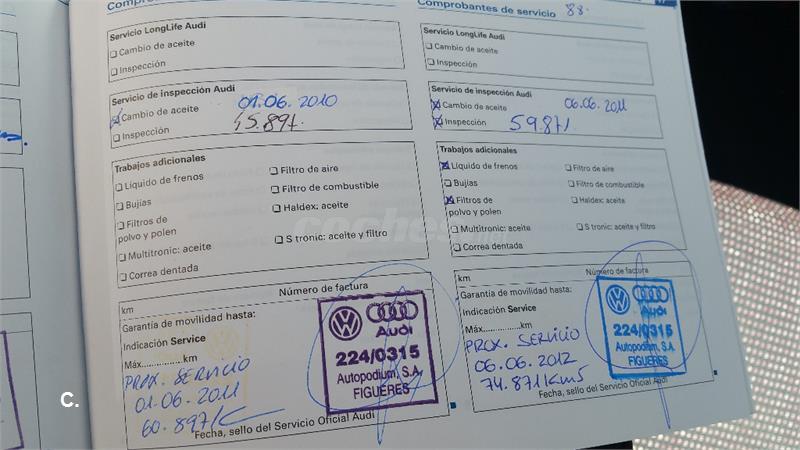 Comprobantes de servicio 88.
Servicio LongLife Audi
Cambio de aceite
Inspección
Servicio de inspección Audi
Cambio de aceite 01.06.2010
Inspección 45.897.
Trabajos adicionales
Líquido de frenos
Filtro de aire
Bujías
Filtro de combustible
Filtros de
polvo y polen
Haldex: aceite
Multitronic: aceite
S tronic: aceite y filtro
Correa dentada
km
Número de factura
Garantía de movilidad hasta:
Indicación Service
Máx..................km
PROX. SERVICIO
01.06.2011
60.897K
Audi
224/0315
Autopodium, S.A.
FIGUERES
Fecha, sello del Servicio Oficial Audi
Servicio LongLife Audi
Cambio de aceite
Inspección
Servicio de inspección Audi
Cambio de aceite 06.06.2011
Inspección 59.871
Trabajos adicionales
Líquido de frenos
Filtro de aire
Bujías
Filtro de combustible
Filtros de
polvo y polen
Haldex: aceite
Multitronic: aceite
S tronic: aceite y filtro
Correa dentada
km
Número de factura
Garantía de movilidad hasta:
Indicación Service
Máx..................km
PROX. SERVICIO
06.06.2012
74.871Kms
Audi
224/0315
Autopodium, S.A.
FIGUERES
Fecha, sello del Servicio Oficial Audi
coches
C.